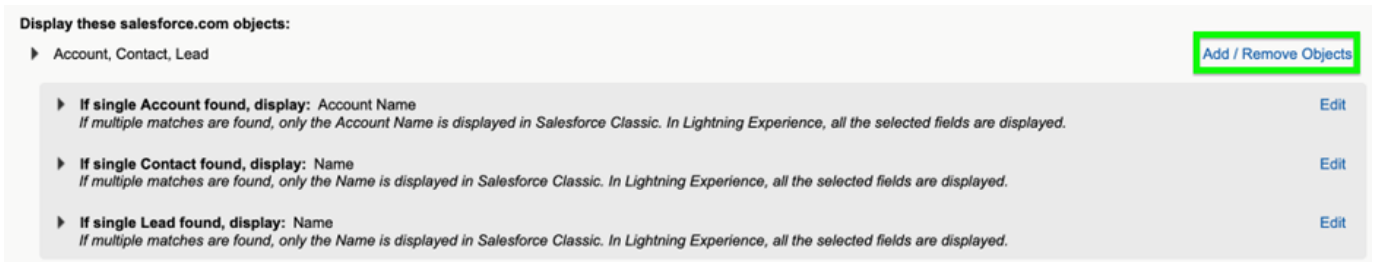 Display these salesforce.com objects:
Account, Contact, Lead Add / Remove Objects
If single Account found, display: Account Name Edit
If multiple matches are found, only the Account Name is displayed in Salesforce Classic. In Lightning Experience, all the selected fields are displayed.
If single Contact found, display: Name Edit
If multiple matches are found, only the Name is displayed in Salesforce Classic. In Lightning Experience, all the selected fields are displayed.
If single Lead found, display: Name Edit
If multiple matches are found, only the Name is displayed in Salesforce Classic. In Lightning Experience, all the selected fields are displayed.